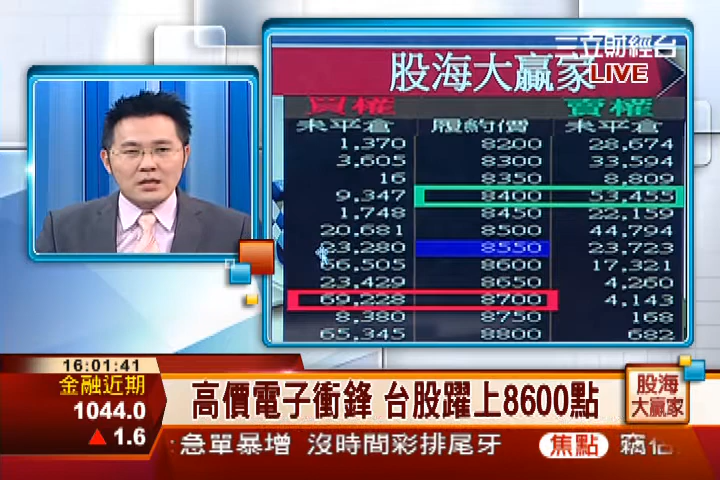 三立財經台
LIVE
股海大贏家
買權 賣權
未平倉 履約價 未平倉
1,370 8200 28,674
3,605 8300 33,594
16 8350 8,809
9,347 8400 53,455
1,748 8450 22,159
20,681 8500 44,794
23,280 8550 23,723
66,505 8600 17,321
23,429 8650 4,260
69,228 8700 4,143
8,380 8750 168
65,345 8800 682
16:01:41
金融近期
1044.0
▲1.6
高價電子衝鋒 台股躍上8600點
股海
大贏家
急單暴增 沒時間彩排尾牙 焦點 竊佔